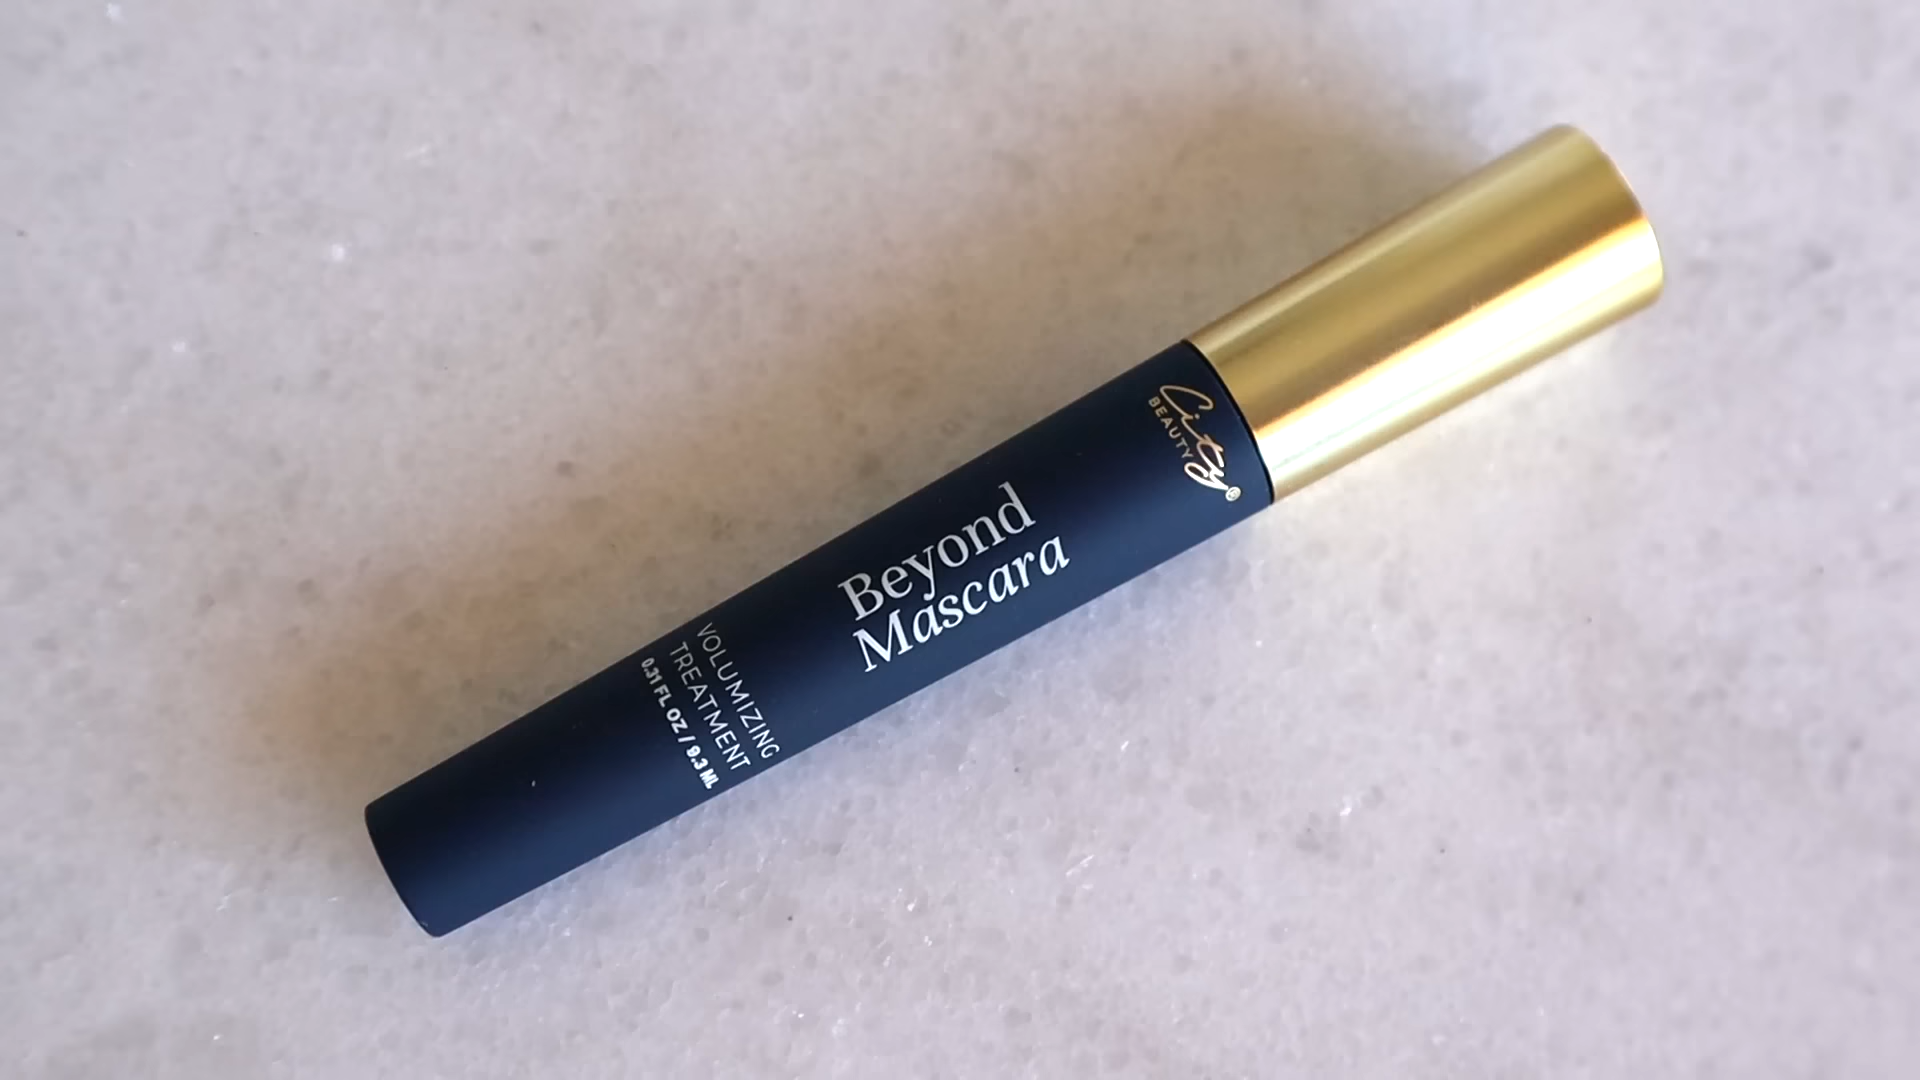 City®
BEAUTY
Beyond
Mascara
VOLUMIZING
TREATMENT
0.31 FL OZ / 9.3 ML